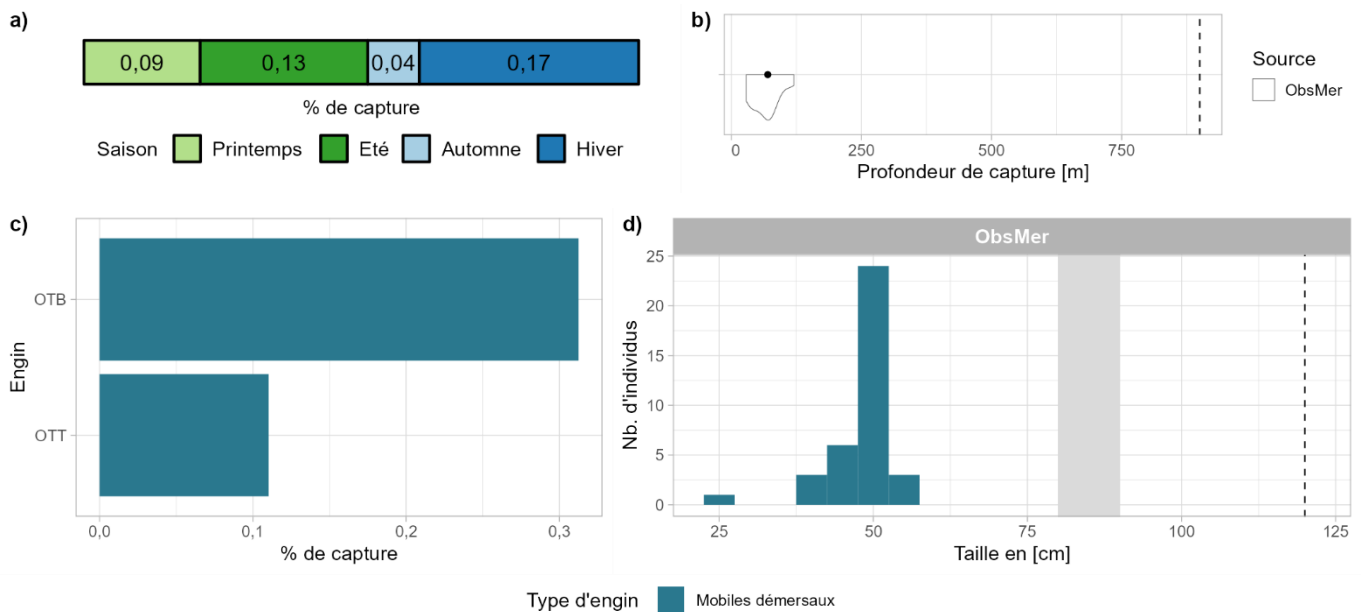 a)
0,09 0,13 0,04 0,17
% de capture
Saison Printemps Eté Automne Hiver
b)
0 250 500 750
Profondeur de capture [m]
Source
ObsMer
c)
Engin
OTB
OTT
0,0 0,1 0,2 0,3
% de capture
d)
ObsMer
Nb. d'individus
25
20
15
10
5
0
25 50 75 100 125
Taille en [cm]
Type d'engin Mobiles démersaux